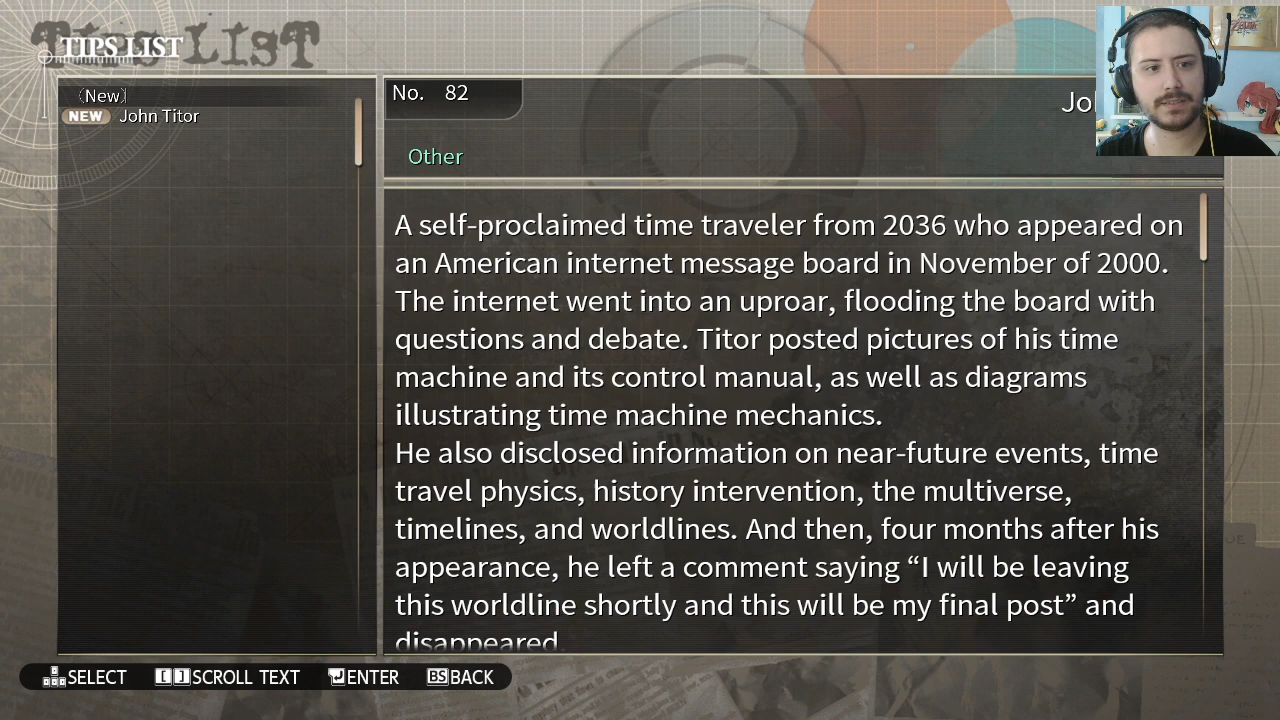 TIPS LIST
TIPS LIST
No. 82
〔New〕
NEW John Titor
Other
A self-proclaimed time traveler from 2036 who appeared on
an American internet message board in November of 2000.
The internet went into an uproar, flooding the board with
questions and debate. Titor posted pictures of his time
machine and its control manual, as well as diagrams
illustrating time machine mechanics.
He also disclosed information on near-future events, time
travel physics, history intervention, the multiverse,
timelines, and worldlines. And then, four months after his
appearance, he left a comment saying “I will be leaving
this worldline shortly and this will be my final post” and
disappeared.
SELECT [ ] SCROLL TEXT ENTER BS BACK